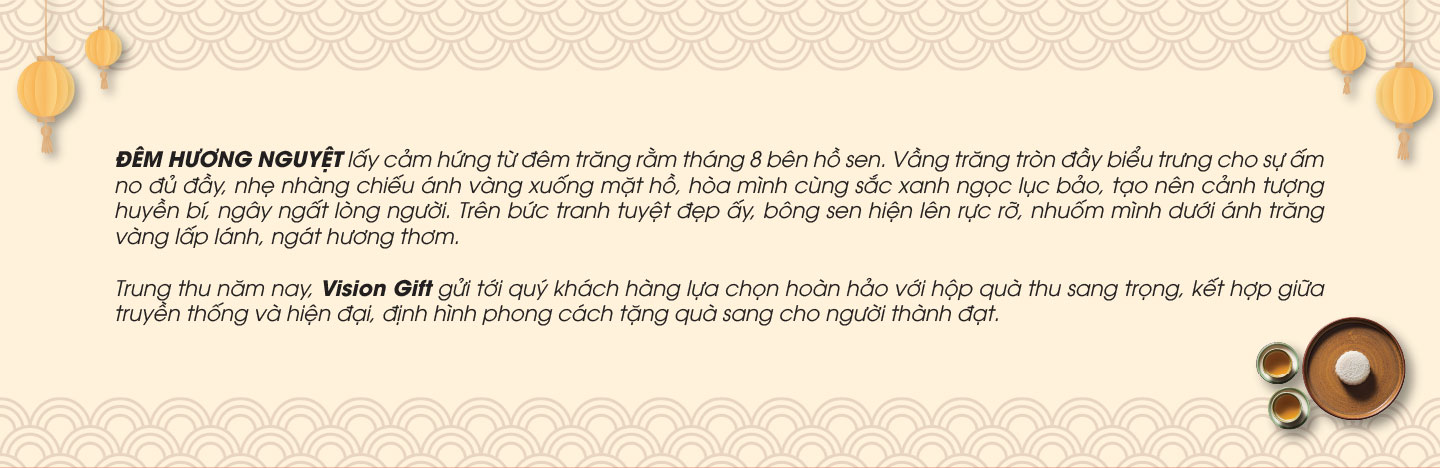 ĐÊM HƯƠNG NGUYỆT lấy cảm hứng từ đêm trăng rằm tháng 8 bên hồ sen. Vầng trăng tròn đầy biểu trưng cho sự ấm
no đủ đầy, nhẹ nhàng chiếu ánh vàng xuống mặt hồ, hòa mình cùng sắc xanh ngọc lục bảo, tạo nên cảnh tượng
huyền bí, ngây ngất lòng người. Trên bức tranh tuyệt đẹp ấy, bông sen hiện lên rực rỡ, nhuốm mình dưới ánh trăng
vàng lấp lánh, ngát hương thơm.
Trung thu năm nay, Vision Gift gửi tới quý khách hàng lựa chọn hoàn hảo với hộp quà thu sang trọng, kết hợp giữa
truyền thống và hiện đại, định hình phong cách tặng quà sang cho người thành đạt.